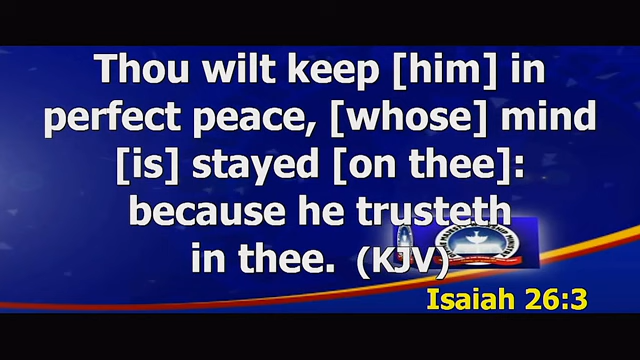 Thou wilt keep [him] in
perfect peace, [whose] mind
[is] stayed [on thee]:
because he trusteth
in thee. (KJV)
Isaiah 26:3